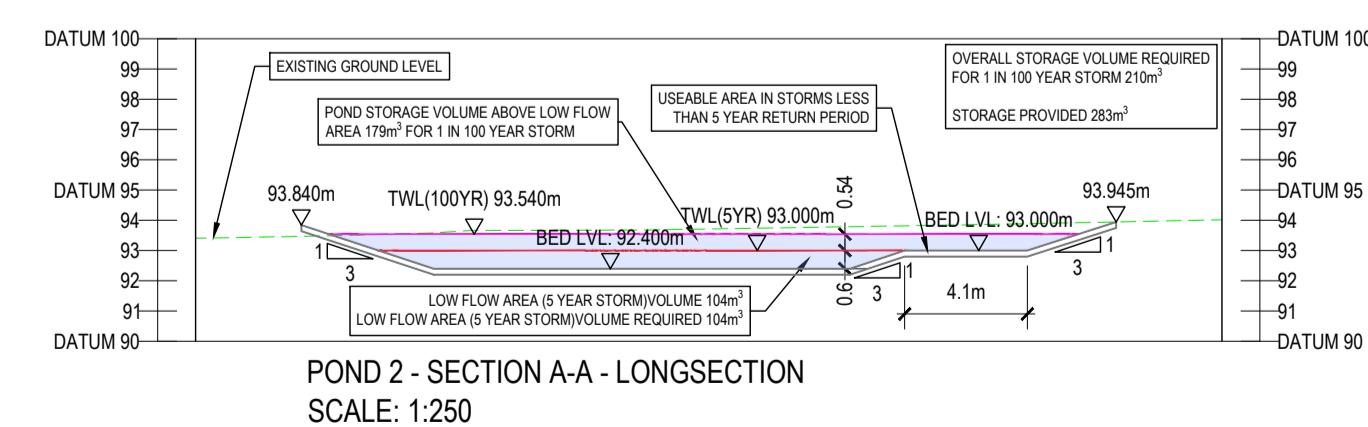 DATUM 100
99
98
97
96
DATUM 95
94
93
92
91
DATUM 90
EXISTING GROUND LEVEL
POND STORAGE VOLUME ABOVE LOW FLOW
AREA 179m³ FOR 1 IN 100 YEAR STORM
USEABLE AREA IN STORMS LESS
THAN 5 YEAR RETURN PERIOD
OVERALL STORAGE VOLUME REQUIRED
FOR 1 IN 100 YEAR STORM 210m³
STORAGE PROVIDED 283m³
93.840m
TWL(100YR) 93.540m
TWL(5YR) 93.000m
0.54
BED LVL: 93.000m
93.945m
BED LVL: 92.400m
1
3
0.6
3
1
4.1m
3
1
LOW FLOW AREA (5 YEAR STORM)VOLUME 104m³
LOW FLOW AREA (5 YEAR STORM)VOLUME REQUIRED 104m³
DATUM 100
99
98
97
96
DATUM 95
94
93
92
91
DATUM 90
POND 2 - SECTION A-A - LONGSECTION
SCALE: 1:250